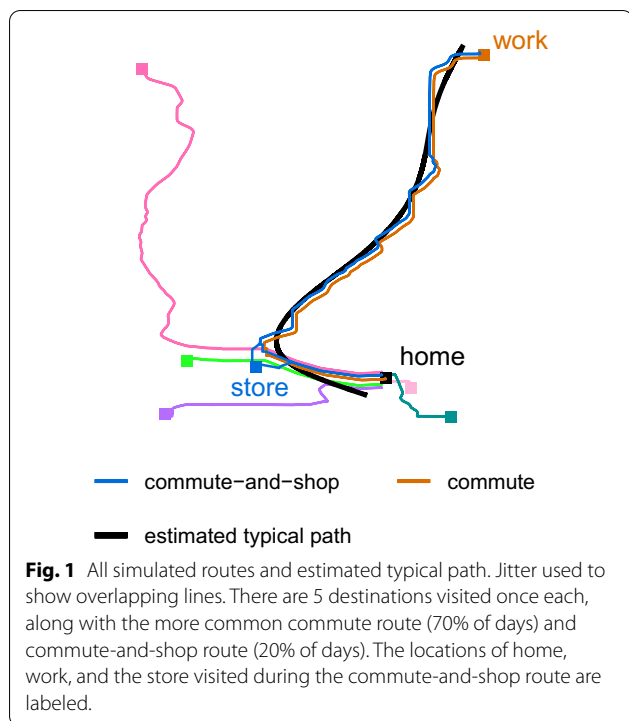 work
home
store
commute−and−shop
commute
estimated typical path
Fig. 1 All simulated routes and estimated typical path. Jitter used to
show overlapping lines. There are 5 destinations visited once each,
along with the more common commute route (70% of days) and
commute-and-shop route (20% of days). The locations of home,
work, and the store visited during the commute-and-shop route are
labeled.